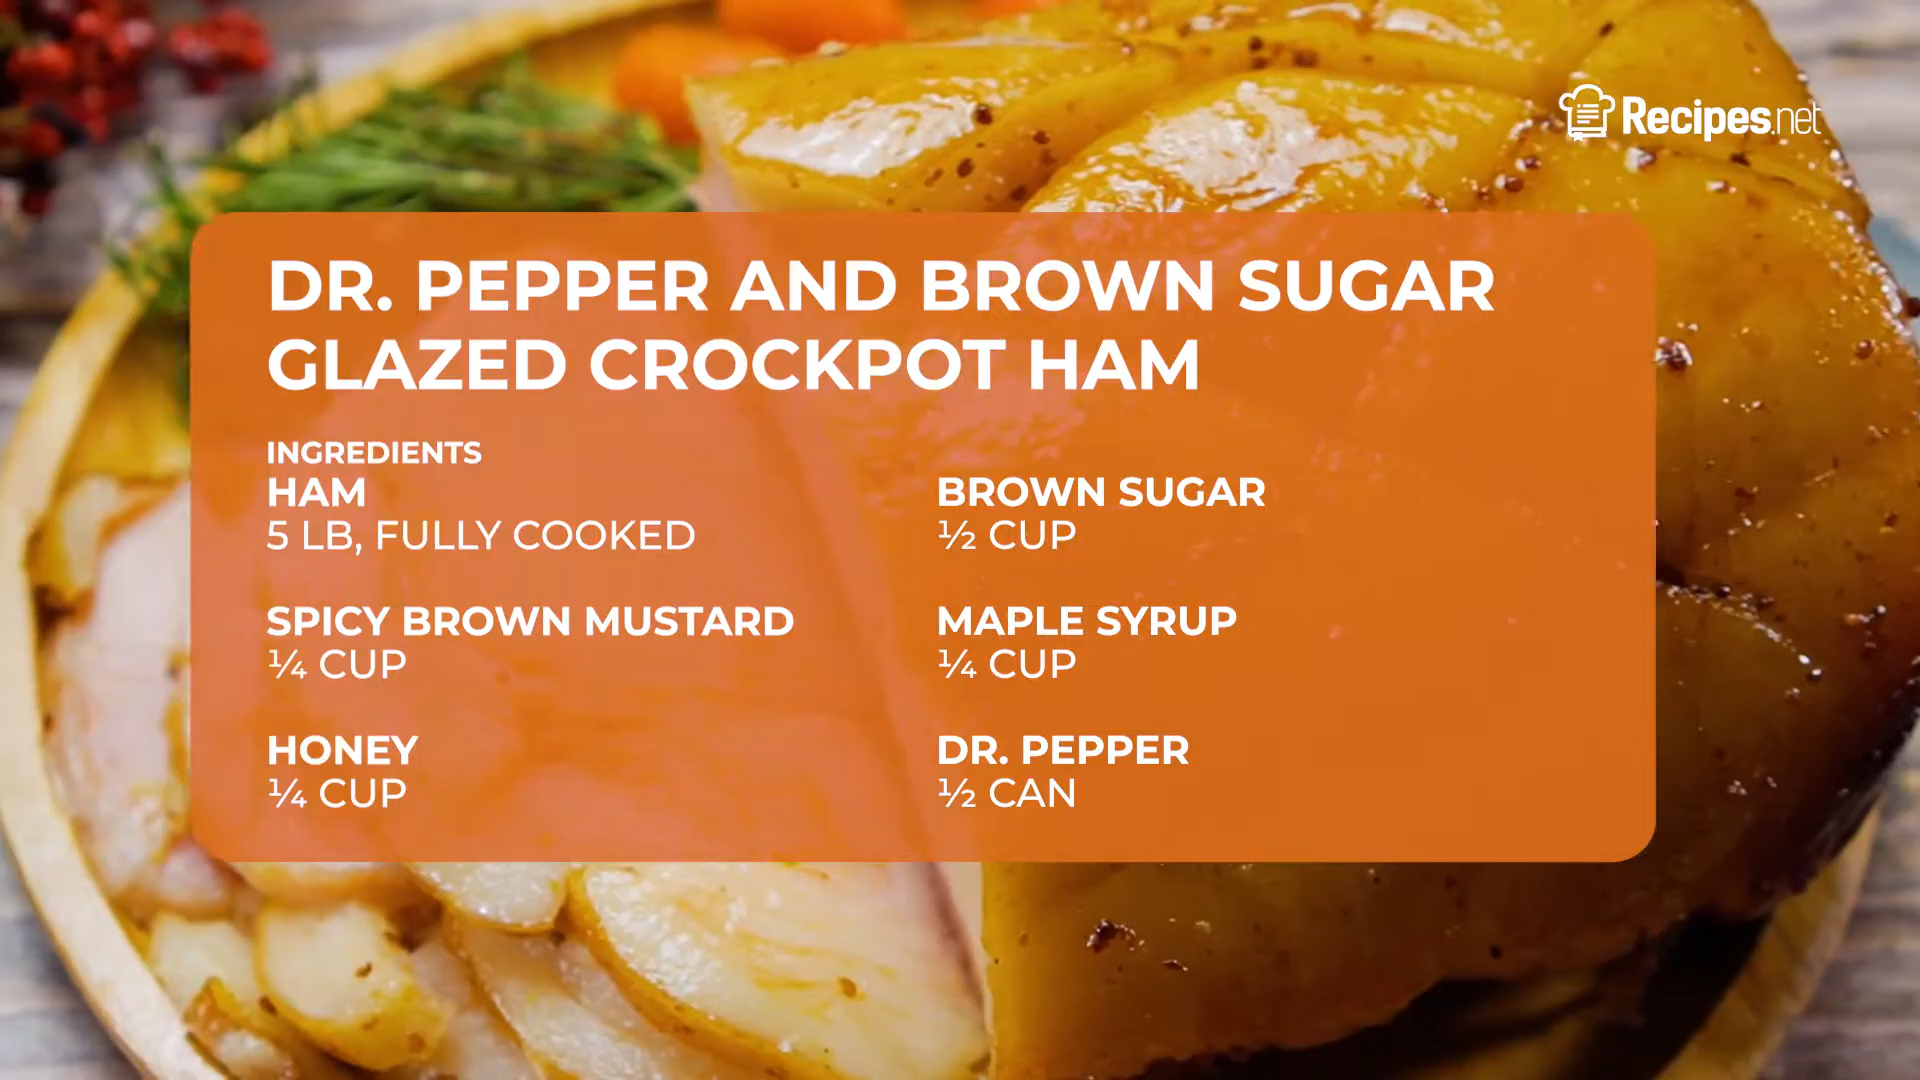 Recipes.net
DR. PEPPER AND BROWN SUGAR
GLAZED CROCKPOT HAM
INGREDIENTS
HAM
5 LB, FULLY COOKED
BROWN SUGAR
½ CUP
SPICY BROWN MUSTARD
¼ CUP
MAPLE SYRUP
¼ CUP
HONEY
¼ CUP
DR. PEPPER
½ CAN